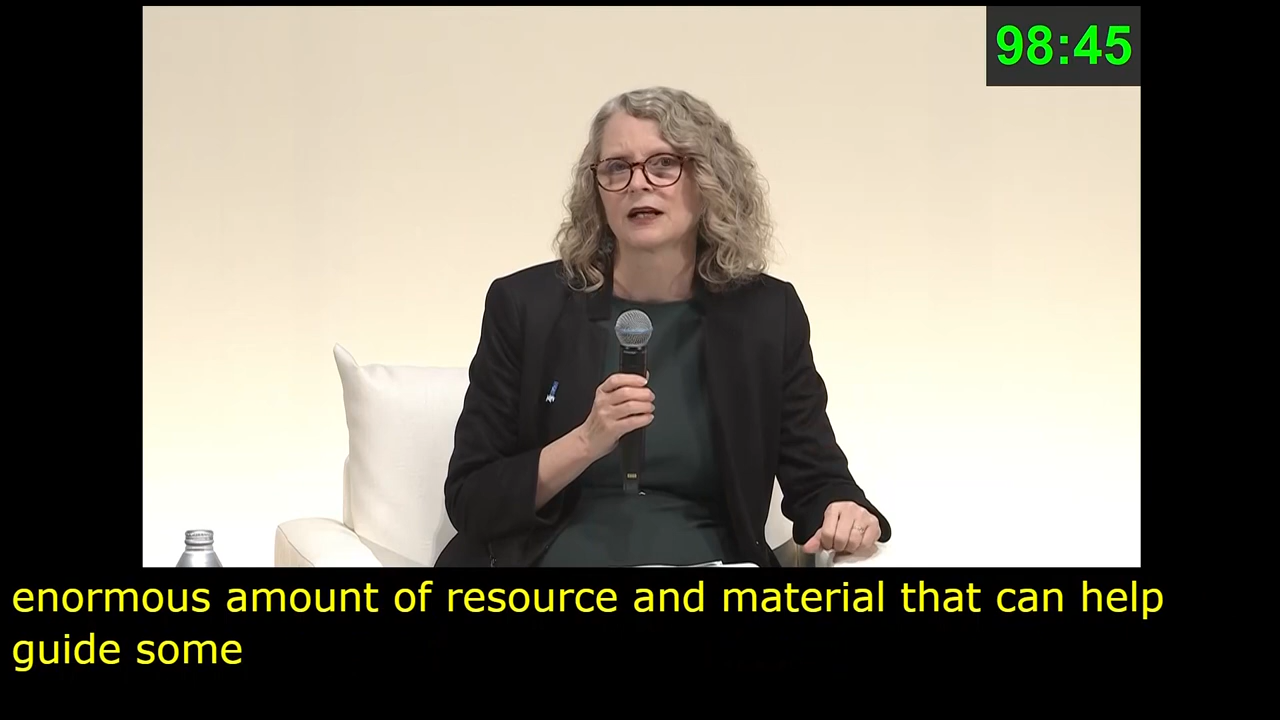 98:45
enormous amount of resource and material that can help
guide some